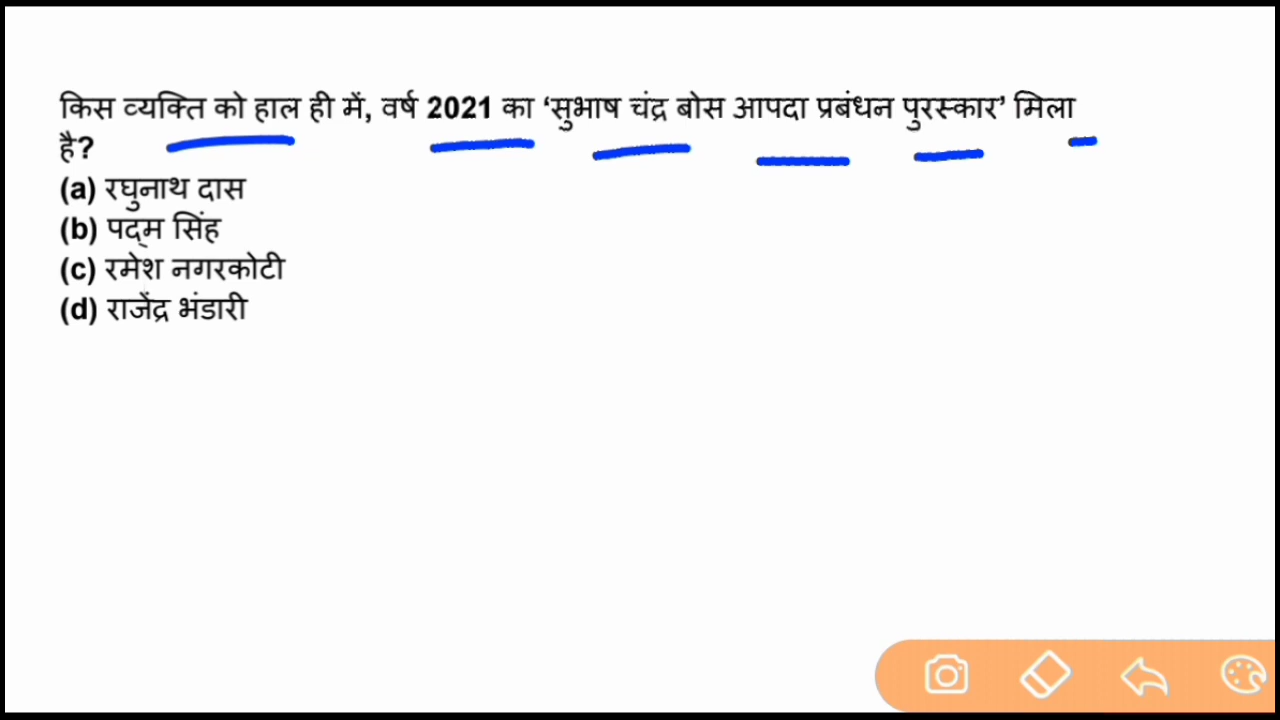 किस व्यक्ति को हाल ही में, वर्ष 2021 का ‘सुभाष चंद्र बोस आपदा प्रबंधन पुरस्कार’ मिला
है?
(a) रघुनाथ दास
(b) पद्म सिंह
(c) रमेश नगरकोटी
(d) राजेंद्र भंडारी